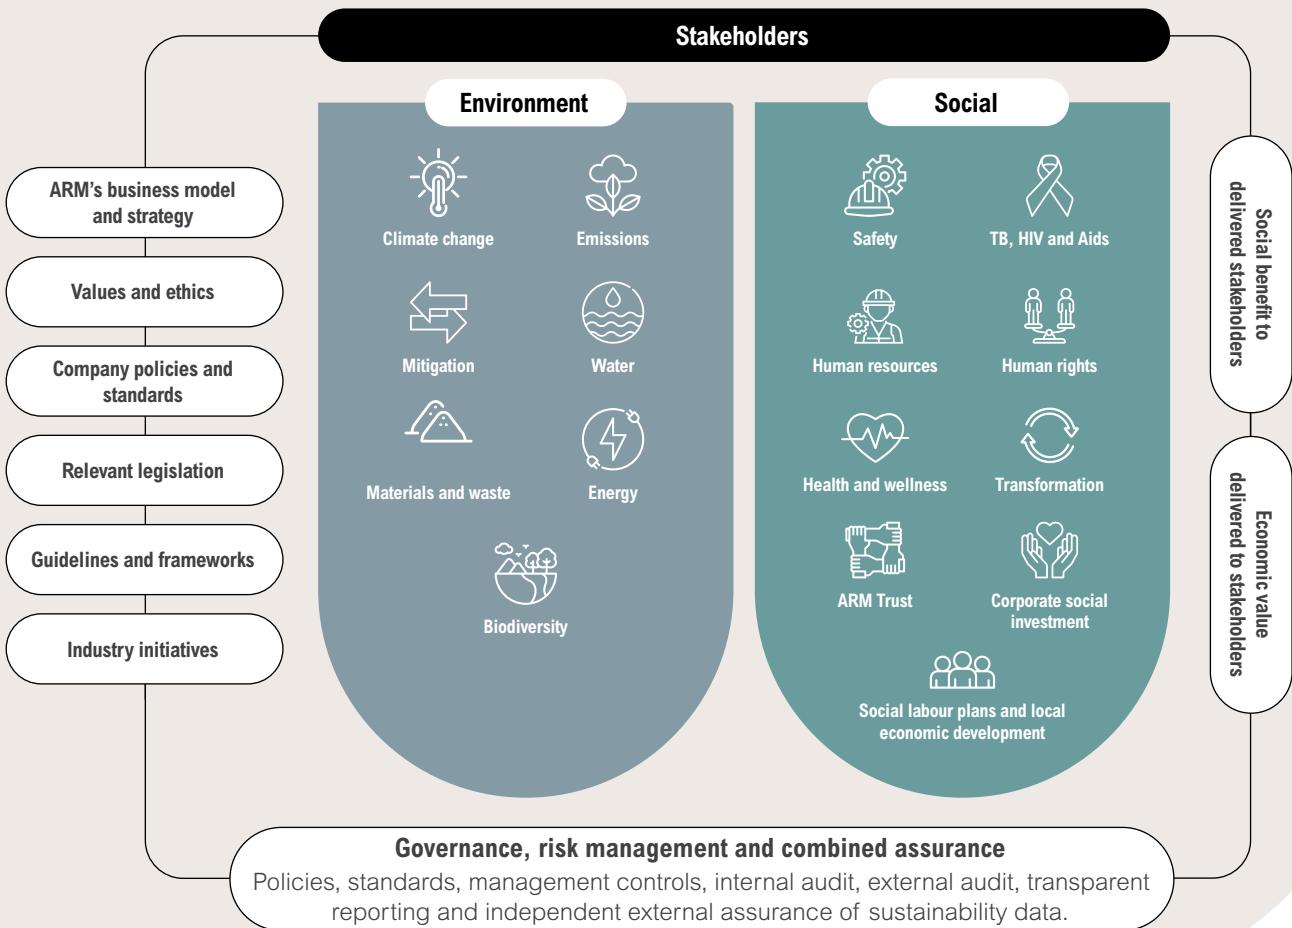 Stakeholders
Environment
Climate change
Emissions
Mitigation
Water
Materials and waste
Energy
Biodiversity
Social
Safety
TB, HIV and Aids
Human resources
Human rights
Health and wellness
Transformation
ARM Trust
Corporate social
investment
Social labour plans and local
economic development
ARM's business model
and strategy
Values and ethics
Company policies and
standards
Relevant legislation
Guidelines and frameworks
Industry initiatives
Social benefit to
delivered stakeholders
Economic value
delivered to stakeholders
Governance, risk management and combined assurance
Policies, standards, management controls, internal audit, external audit, transparent
reporting and independent external assurance of sustainability data.